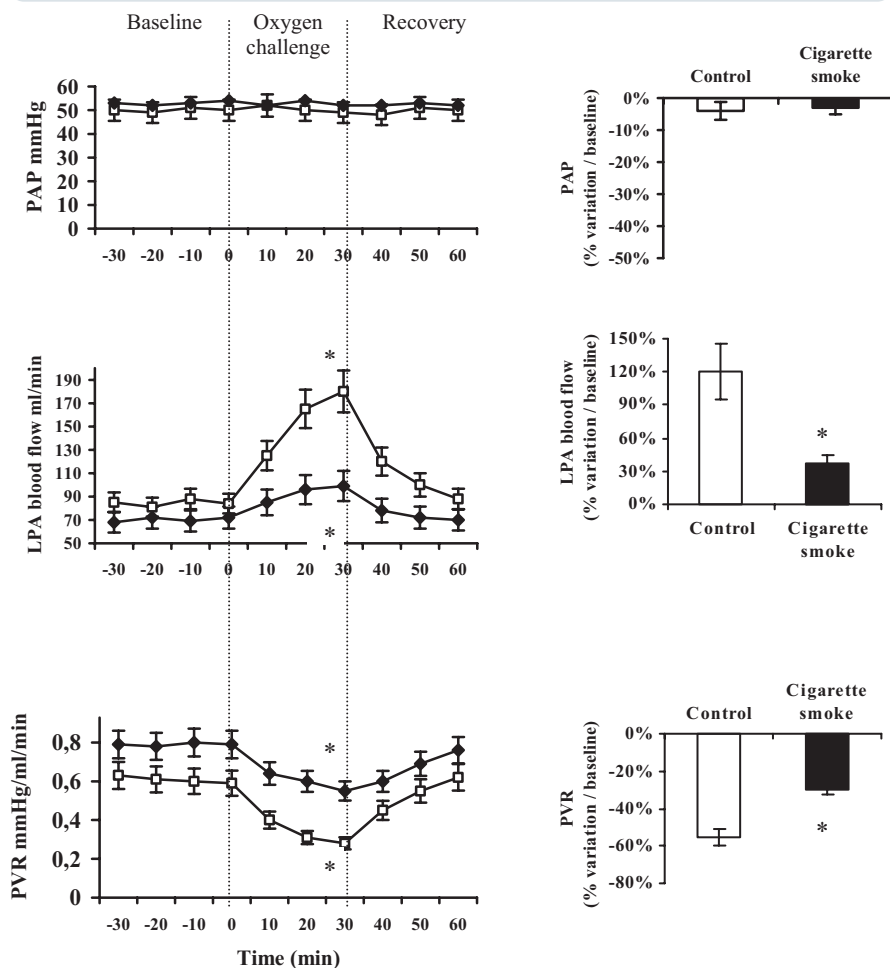 Baseline
Oxygen
challenge
Recovery
PAP mmHg
60
50
40
30
20
10
0
-30 -20 -10 0 10 20 30 40 50 60
Control
Cigarette
smoke
PAP
(% variation / baseline)
0%
-10%
-20%
-30%
-40%
-50%
LPA blood flow ml/min
190
170
150
130
110
90
70
50
*
*
-30 -20 -10 0 10 20 30 40 50 60
LPA blood flow
(% variation / baseline)
150%
120%
90%
60%
30%
0%
*
Control
Cigarette
smoke
PVR mmHg/ml/min
0,8
0,6
0,4
0,2
0
*
*
-30 -20 -10 0 10 20 30 40 50 60
Time (min)
Control
Cigarette
smoke
PVR
(% variation / baseline)
0%
-20%
-40%
-60%
-80%
*